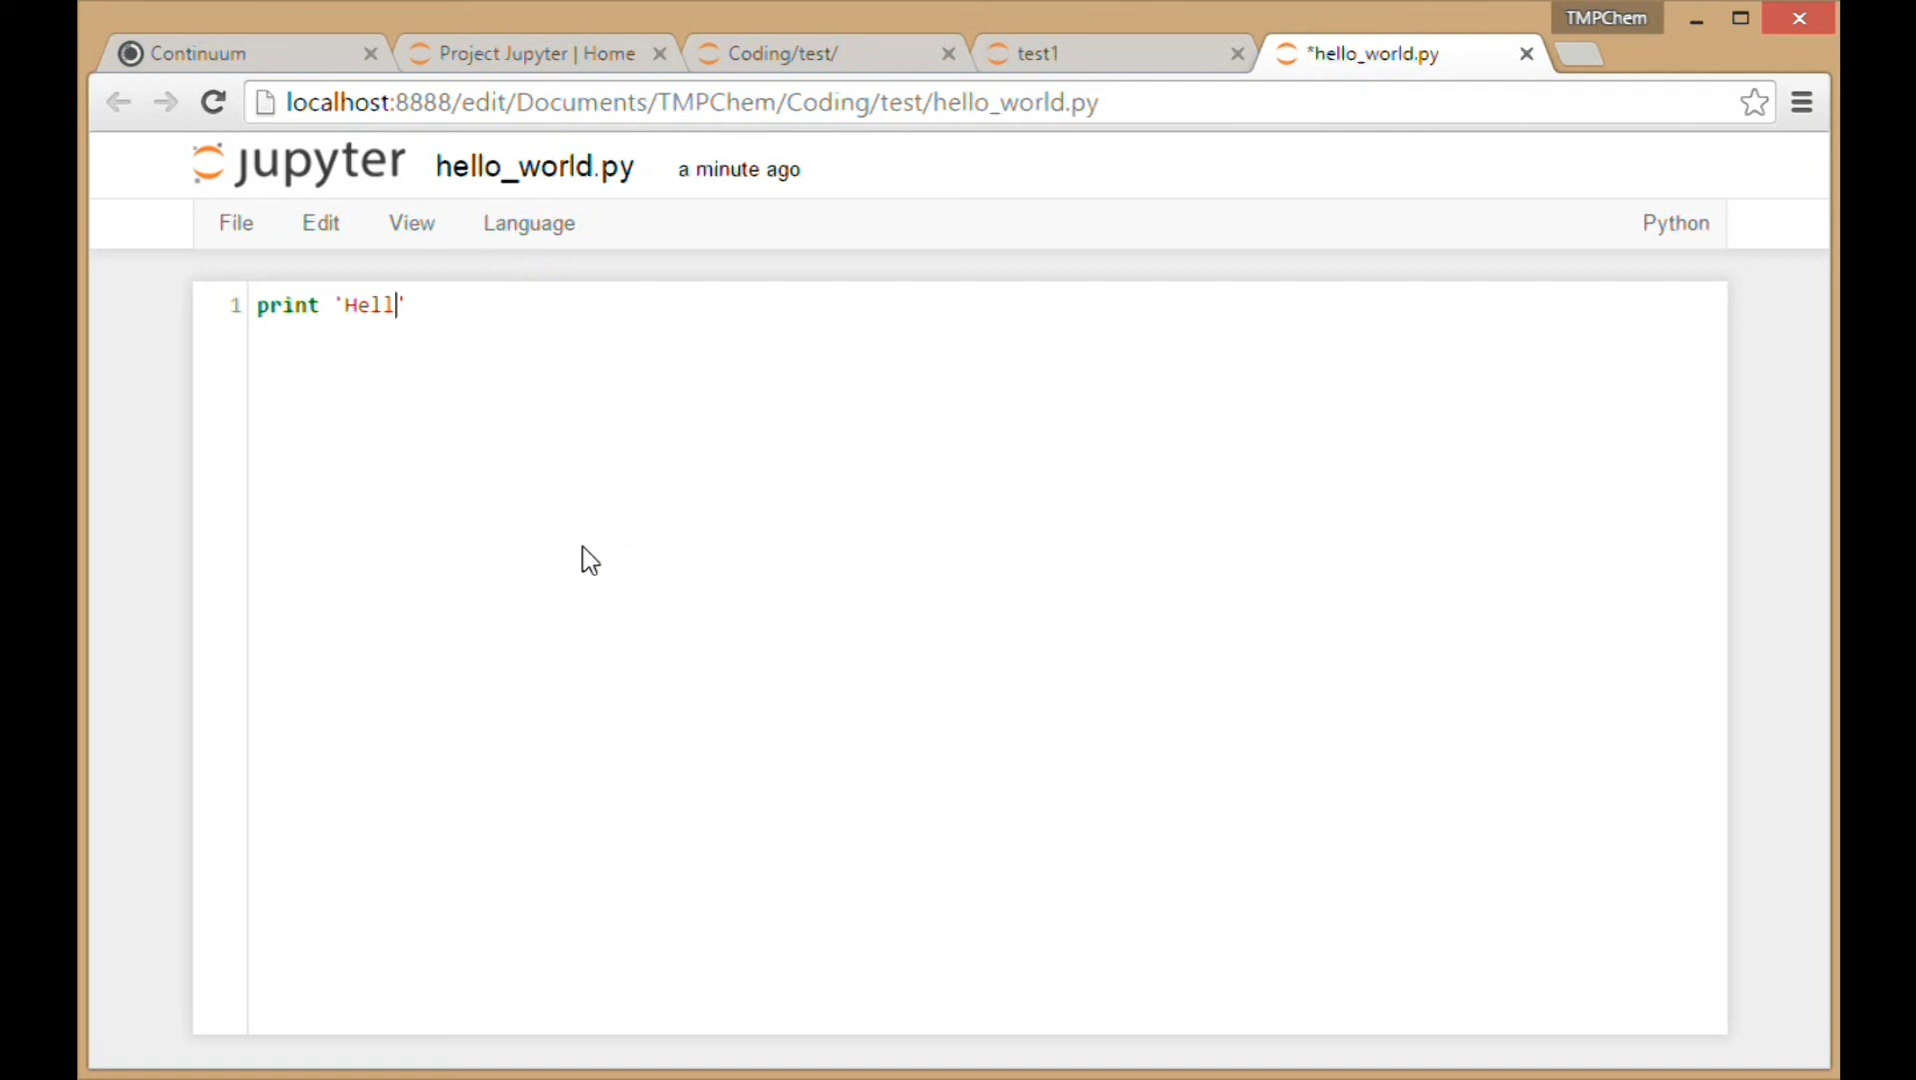 TMPChem
Continuum
Project Jupyter | Home
Coding/test/
test1
*hello_world.py
localhost:8888/edit/Documents/TMPChem/Coding/test/hello_world.py
jupyter hello_world.py a minute ago
File Edit View Language Python
1 print 'Hell'